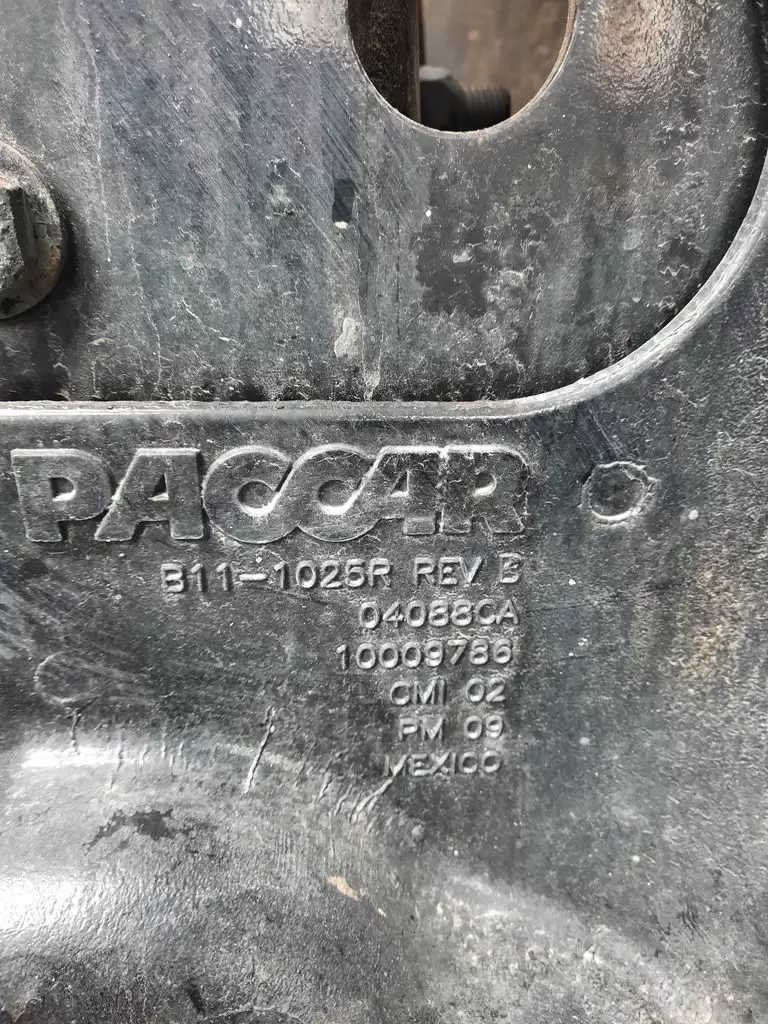 PACCAR
B11-1025R REV B
04088CA
10009786
CMI 02
PM 09
MEXICO